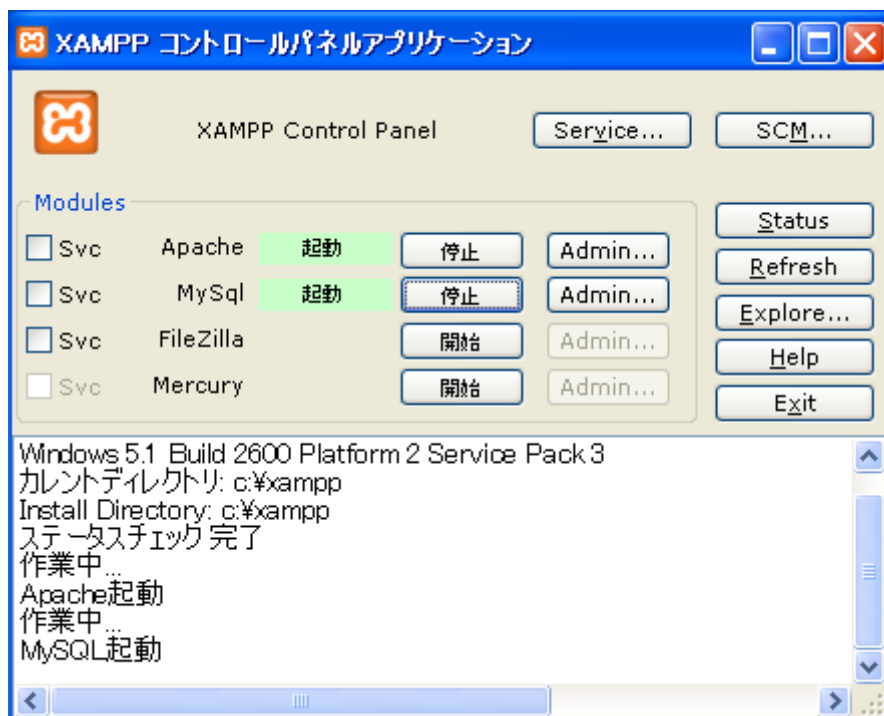 XAMPP コントロールパネルアプリケーション
XAMPP Control Panel Service... SCM...
Modules
Svc Apache 起動 停止 Admin...
Svc MySql 起動 停止 Admin...
Svc FileZilla 開始 Admin...
Svc Mercury 開始 Admin...
Status
Refresh
Explore...
Help
Exit
Windows 5.1 Build 2600 Platform 2 Service Pack 3
カレントディレクトリ: c:¥xampp
Install Directory: c:¥xampp
ステータスチェック 完了
作業中...
Apache起動
作業中...
MySQL起動